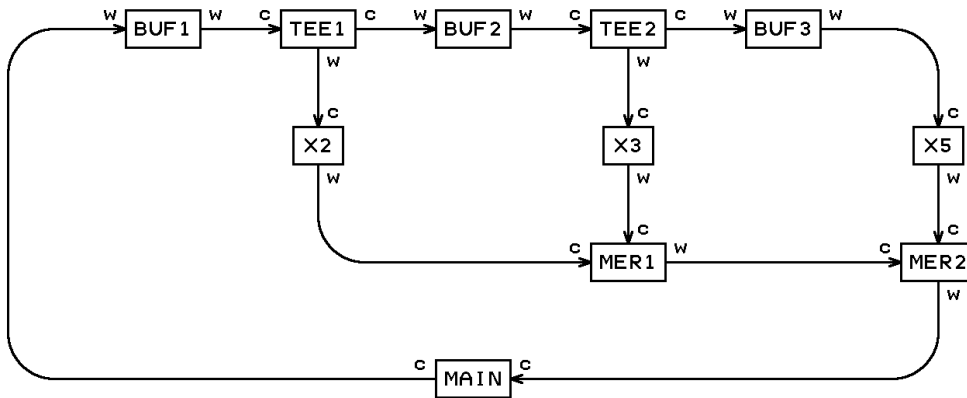 W BUF1 W C TEE1 C W BUF2 W C TEE2 C W BUF3 W
W W C
C C C
X2 X3 X5
W W W
C C
C MER1 W C MER2
W
C MAIN C